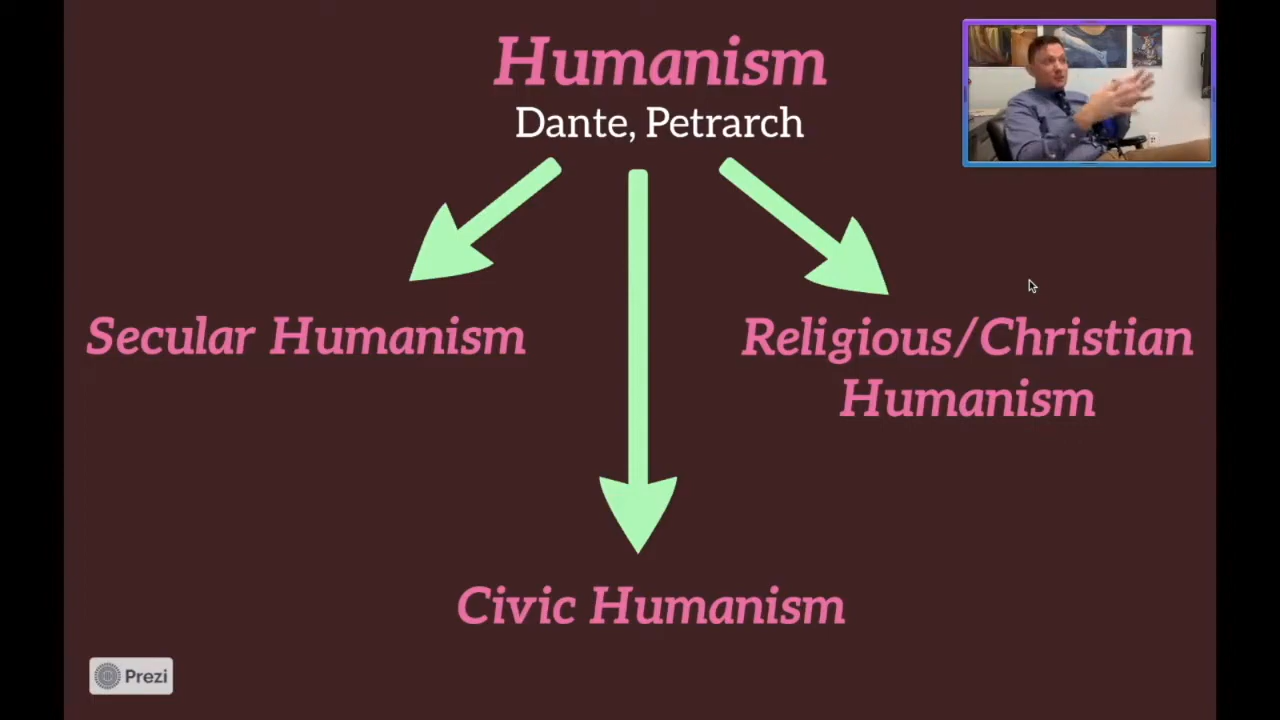 Humanism
Dante, Petrarch
Secular Humanism
Religious/Christian
Humanism
Civic Humanism
Prezi